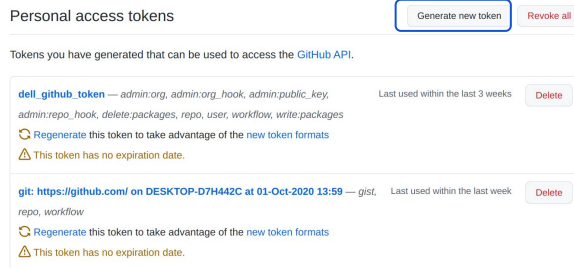 Personal access tokens Generate new token Revoke all
Tokens you have generated that can be used to access the GitHub API.
dell_github_token — admin:org, admin:org_hook, admin:public_key, Last used within the last 3 weeks Delete
admin:repo_hook, delete:packages, repo, user, workflow, write:packages
Regenerate this token to take advantage of the new token formats
This token has no expiration date.
git: https://github.com/ on DESKTOP-D7H442C at 01-Oct-2020 13:59 — gist, Last used within the last week Delete
repo, workflow
Regenerate this token to take advantage of the new token formats
This token has no expiration date.